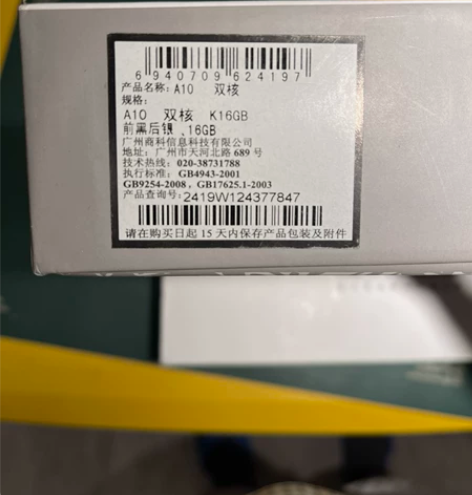 6 940709 624197
产品名称: A10 双核
规格:
A10 双核 K16GB
前黑后银 、16GB
广州商科信息科技有限公司
地址: 广州市天河北路 689 号
技术热线: 020-38731788
执行标准: GB4943-2001
GB9254-2008 , GB17625.1-2003
产品查询号: 2419W124377847
请在购买日起 15 天内保存产品包装及附件